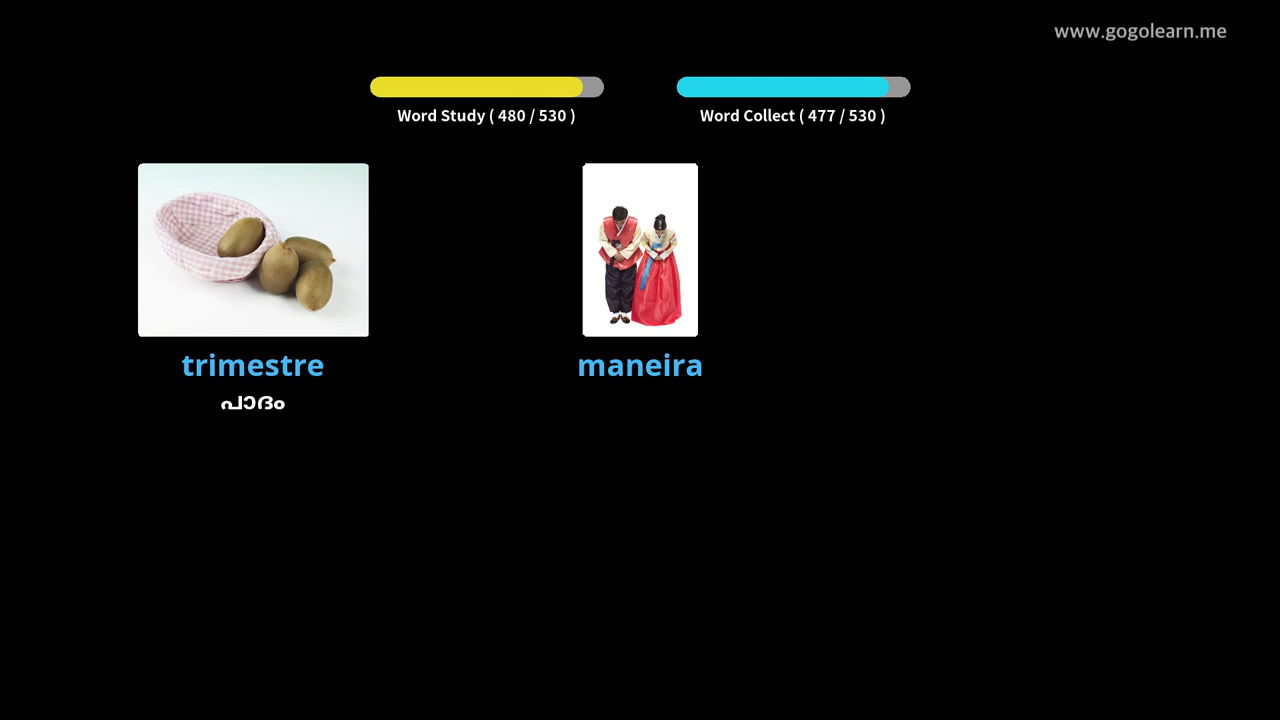 www.gogolearn.me
Word Study ( 480 / 530 )
Word Collect ( 477 / 530 )
trimestre
maneira
പാദം